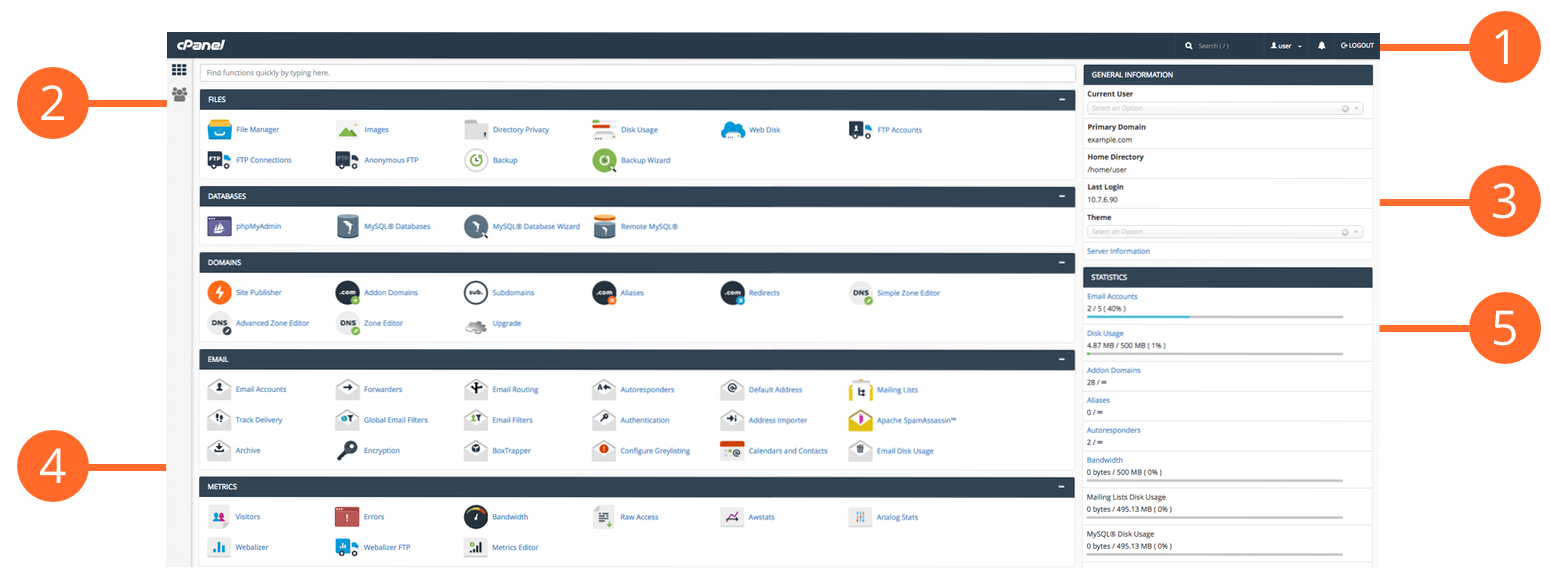 cPanel
Search ( / )
user
LOGOUT
1
2
3
4
5
Find functions quickly by typing here.
FILES
File Manager
Images
Directory Privacy
Disk Usage
Web Disk
FTP Accounts
FTP
FTP Connections
FTP
Anonymous FTP
Backup
Backup Wizard
DATABASES
phpMyAdmin
MySQL® Databases
MySQL® Database Wizard
Remote MySQL®
DOMAINS
Site Publisher
.com
Addon Domains
sub.
Subdomains
.com
Aliases
.com
Redirects
DNS
Simple Zone Editor
DNS
Advanced Zone Editor
DNS
Zone Editor
Upgrade
EMAIL
Email Accounts
Forwarders
Email Routing
Autoresponders
Default Address
Mailing Lists
Track Delivery
Global Email Filters
Email Filters
Authentication
Address Importer
Apache SpamAssassin™
Archive
Encryption
BoxTrapper
Configure Greylisting
Calendars and Contacts
Email Disk Usage
METRICS
Visitors
Errors
Bandwidth
Raw Access
Awstats
Analog Stats
Webalizer
Webalizer FTP
Metrics Editor
GENERAL INFORMATION
Current User
Select an Option
Primary Domain
example.com
Home Directory
/home/user
Last Login
10.7.6.90
Theme
Select an Option
Server Information
STATISTICS
Email Accounts
2 / 5 ( 40% )
Disk Usage
4.87 MB / 500 MB ( 1% )
Addon Domains
28 / ∞
Aliases
0 / ∞
Autoresponders
2 / ∞
Bandwidth
0 bytes / 500 MB ( 0% )
Mailing Lists Disk Usage
0 bytes / 495.13 MB ( 0% )
MySQL® Disk Usage
0 bytes / 495.13 MB ( 0% )